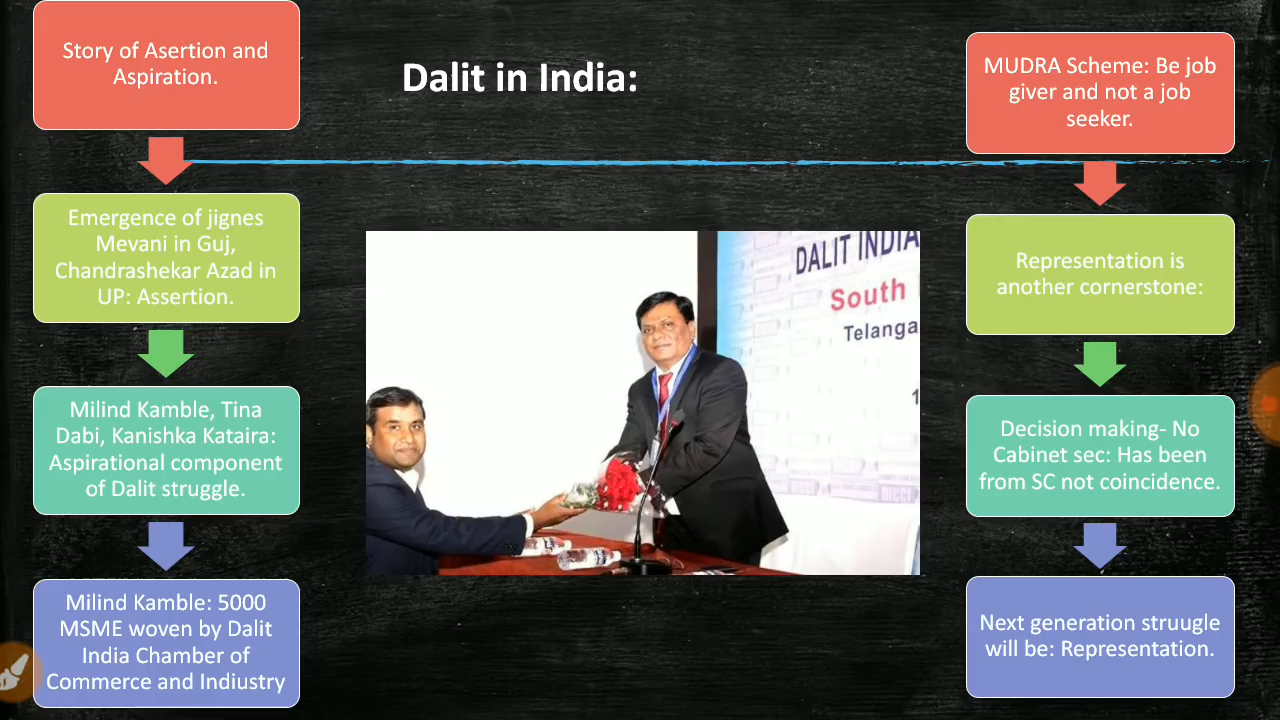 Story of Asertion and
Aspiration.
Emergence of jignes
Mevani in Guj,
Chandrashekar Azad in
UP: Assertion.
Milind Kamble, Tina
Dabi, Kanishka Kataira:
Aspirational component
of Dalit struggle.
Milind Kamble: 5000
MSME woven by Dalit
India Chamber of
Commerce and Indiustry
Dalit in India:
DALIT INDIA
South
Telanga
1
DICCI
MUDRA Scheme: Be job
giver and not a job
seeker.
Representation is
another cornerstone:
Decision making- No
Cabinet sec: Has been
from SC not coincidence.
Next generation struugle
will be: Representation.